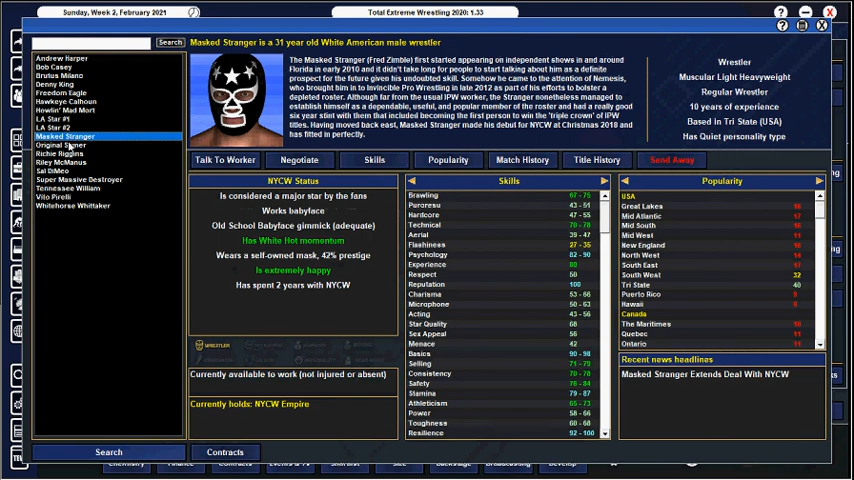 Sunday, Week 2, February 2021
Total Extreme Wrestling 2020: 1.33
Search
Masked Stranger is a 31 year old White American male wrestler
Andrew Harper
Bob Casey
Brutus Milano
Denny King
Freedom Eagle
Hawkeye Calhoun
Howlin' Mad Mort
LA Star #1
LA Star #2
Masked Stranger
Richie Riggins
Riley McManus
Sal DiMeo
Super Massive Destroyer
Tennessee William
Vito Pirelli
Whitehorse Whittaker
The Masked Stranger (Fred Zimble) first started appearing on independent shows in and around
Florida in early 2010 and it didn't take long for people to start talking about him as a definite
prospect for the future given his undoubted skill. Somehow he came to the attention of Nemesis,
who brought him in to Invincible Pro Wrestling in late 2012 as part of his efforts to bolster a
depleted roster. Although far from the usual IPW worker, the Stranger nonetheless managed to
establish himself as a dependable, useful, and popular member of the roster and had a really good
six year stint with them that included becoming the first person to win the 'triple crown' of IPW
titles. Having moved back east, Masked Stranger made his debut for NYCW at Christmas 2018 and
has fitted in perfectly.
Wrestler
Muscular Light Heavyweight
Regular Wrestler
10 years of experience
Based in Tri State (USA)
Has Quiet personality type
Talk To Worker
Negotiate
Skills
Popularity
Match History
Title History
Send Away
NYCW Status
Is considered a major star by the fans
Works babyface
Old School Babyface gimmick (adequate)
Has White Hot momentum
Wears a self-owned mask, 42% prestige
Is extremely happy
Has spent 2 years with NYCW
WRESTLER
Currently available to work (not injured or absent)
Currently holds: NYCW Empire
Skills
Brawling 67 - 75
Puroresu 43 - 51
Hardcore 47 - 55
Technical 70 - 78
Aerial 39 - 47
Flashiness 27 - 35
Psychology 82 - 90
Experience 80
Respect 50
Reputation 100
Charisma 53 - 66
Microphone 50 - 63
Acting 43 - 56
Star Quality 68
Sex Appeal 56
Menace 42
Basics 90 - 98
Selling 71 - 79
Consistency 70 - 78
Safety 76 - 84
Stamina 79 - 87
Athleticism 65 - 73
Power 58 - 66
Toughness 60 - 68
Resilience 92 - 100
Popularity
USA
Great Lakes 16
Mid Atlantic 17
Mid South 16
Mid West 11
New England 16
North West 14
South East 17
South West 32
Tri State 40
Puerto Rico 9
Hawaii 8
Canada
The Maritimes 10
Quebec 11
Ontario 11
Recent news headlines
Masked Stranger Extends Deal With NYCW
Search
Contracts